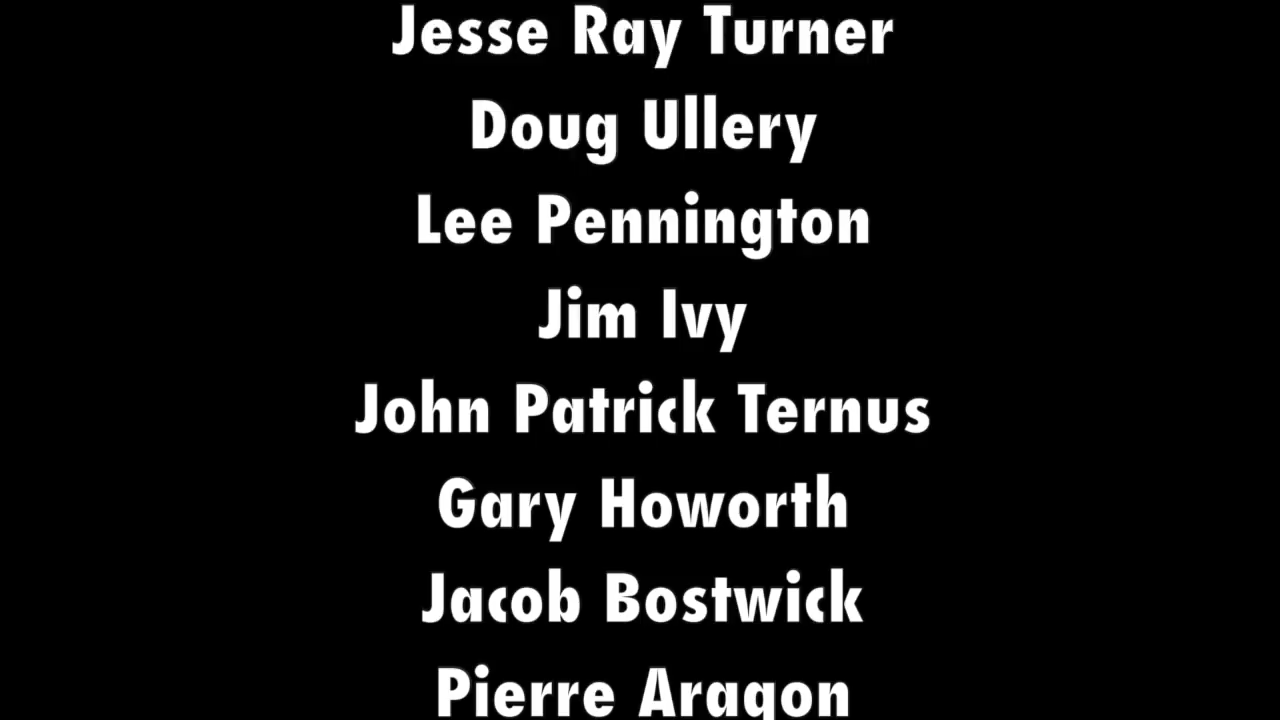 Jesse Ray Turner
Doug Ullery
Lee Pennington
Jim Ivy
John Patrick Ternus
Gary Howorth
Jacob Bostwick
Pierre Aragon